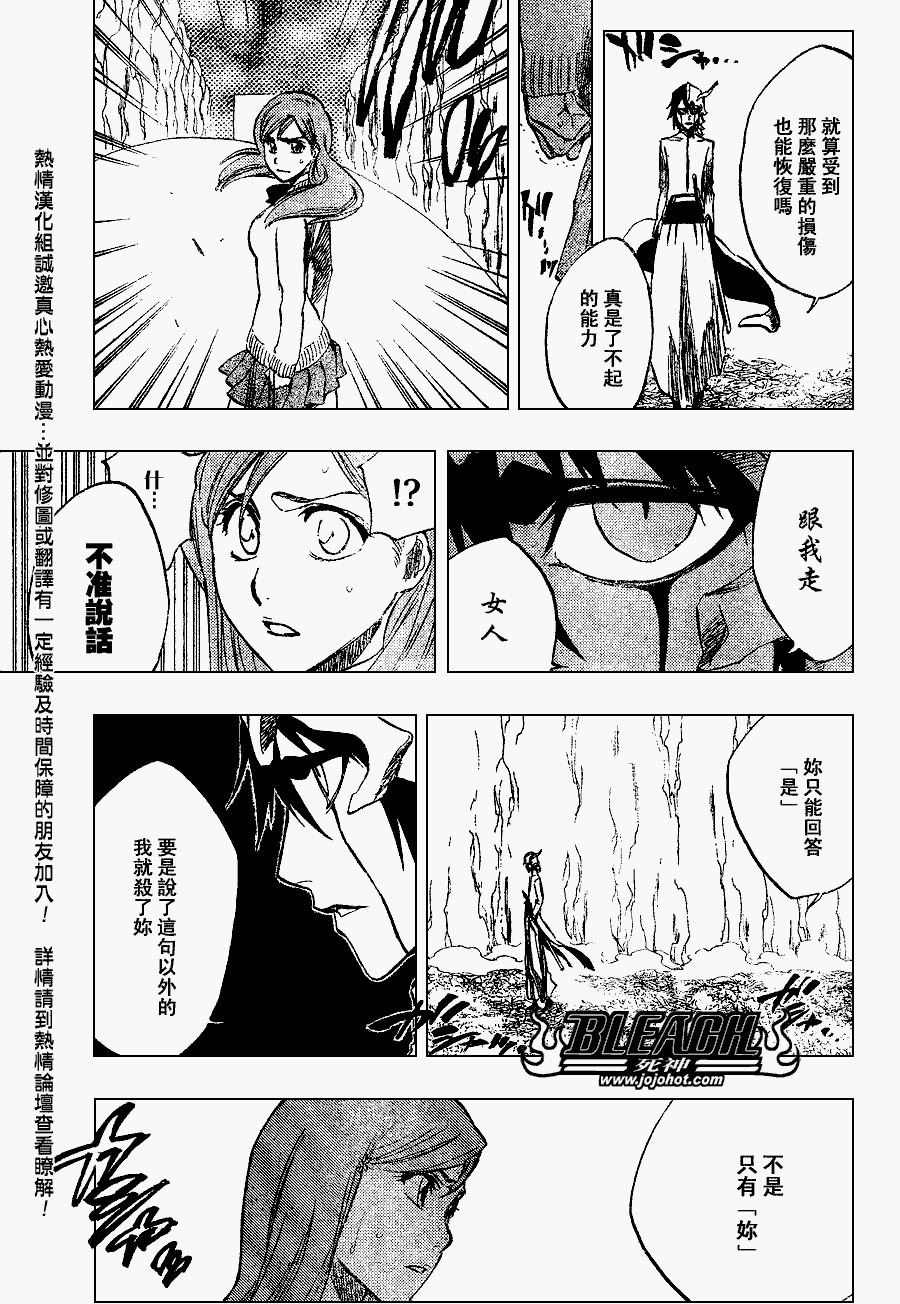 就算受到
那麼嚴重的損傷
也能恢復嗎
真是了不起
的能力
跟我走
女人
!?
什…
不准說話
妳只能回答
「是」
要是說了這句以外的
我就殺了妳
不是
只有「妳」
BLEACH
死神
www.jojohot.com
熱情漢化組誠邀真心熱愛動漫…並對修圖或翻譯有一定經驗及時間保障的朋友加入！ 詳情請到熱情論壇查看瞭解！